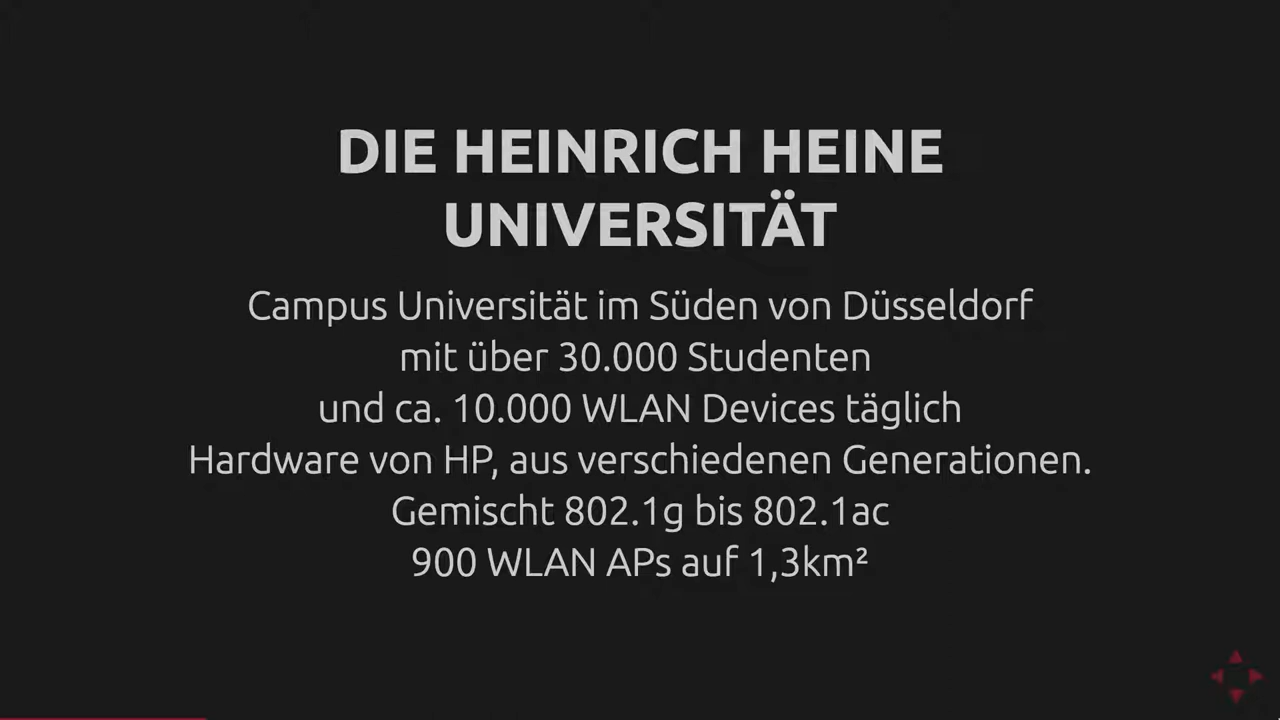 DIE HEINRICH HEINE
UNIVERSITÄT
Campus Universität im Süden von Düsseldorf
mit über 30.000 Studenten
und ca. 10.000 WLAN Devices täglich
Hardware von HP, aus verschiedenen Generationen.
Gemischt 802.1g bis 802.1ac
900 WLAN APs auf 1,3km²